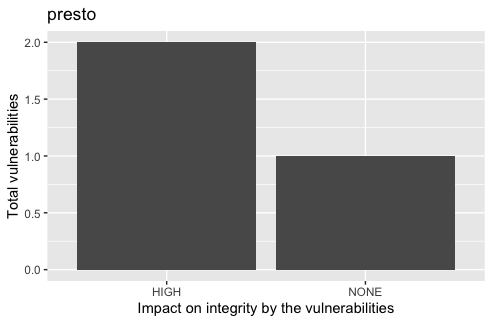 presto
Total vulnerabilities
2.0
1.5
1.0
0.5
0.0
HIGH NONE
Impact on integrity by the vulnerabilities